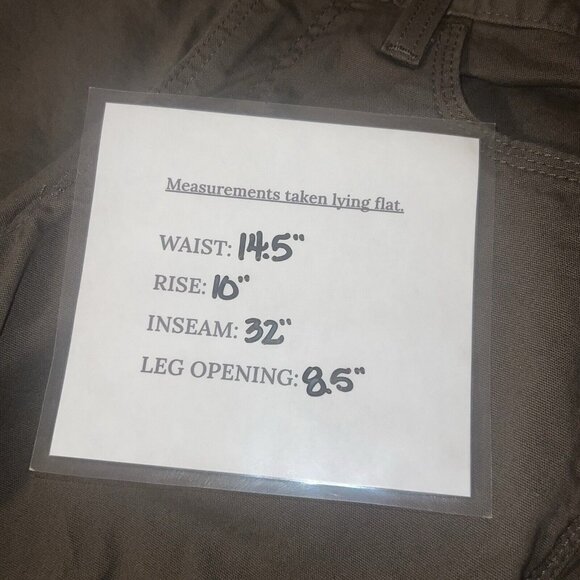 Measurements taken lying flat.
WAIST: 14.5"
RISE: 10"
INSEAM: 32"
LEG OPENING: 8.5"